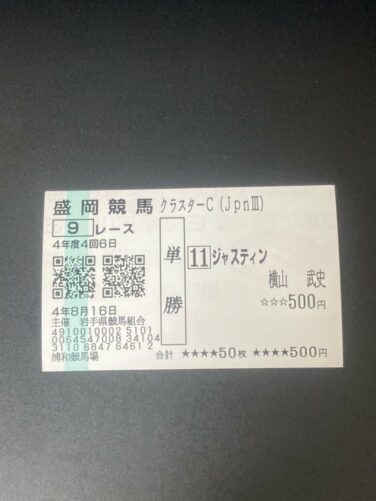 盛岡競馬 クラスターC(JpnⅢ)
9 レース
4年度4回6日
4年8月16日
主催 岩手県競馬組合
4910010002 5101
0064547008 34104
3110 6847 6461 2
浦和競馬場
単勝
11 ジャスティン
横山 武史
☆☆☆500円
合計 ★★★★50枚 ★★★★500円